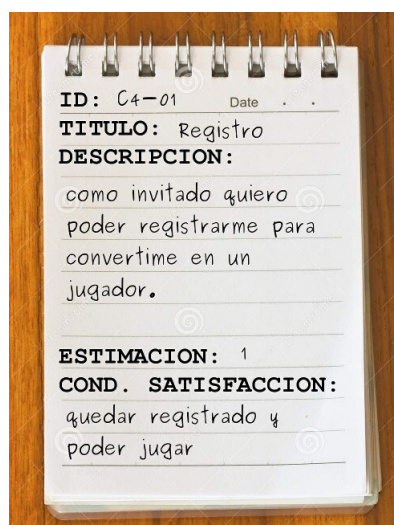 ID: C4-01 Date . .
TITULO: Registro
DESCRIPCION:
como invitado quiero
poder registrarme para
convertime en un
jugador.
ESTIMACION: 1
COND. SATISFACCION:
quedar registrado y
poder jugar